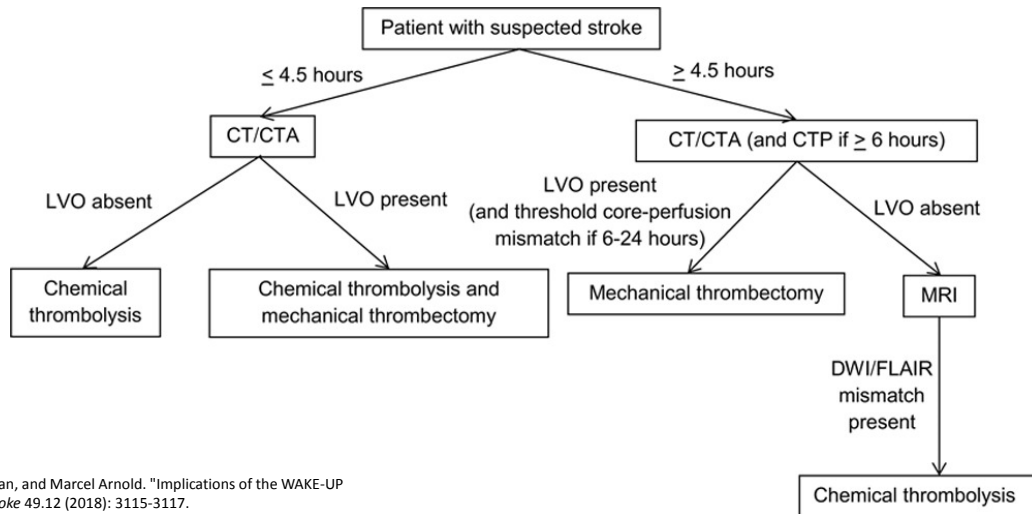 Patient with suspected stroke
≤ 4.5 hours
≥ 4.5 hours
CT/CTA
CT/CTA (and CTP if ≥ 6 hours)
LVO absent
LVO present
LVO present
(and threshold core-perfusion
mismatch if 6-24 hours)
LVO absent
Chemical
thrombolysis
Chemical thrombolysis and
mechanical thrombectomy
Mechanical thrombectomy
MRI
DWI/FLAIR
mismatch
present
Chemical thrombolysis
an, and Marcel Arnold. "Implications of the WAKE-UP
oke 49.12 (2018): 3115-3117.